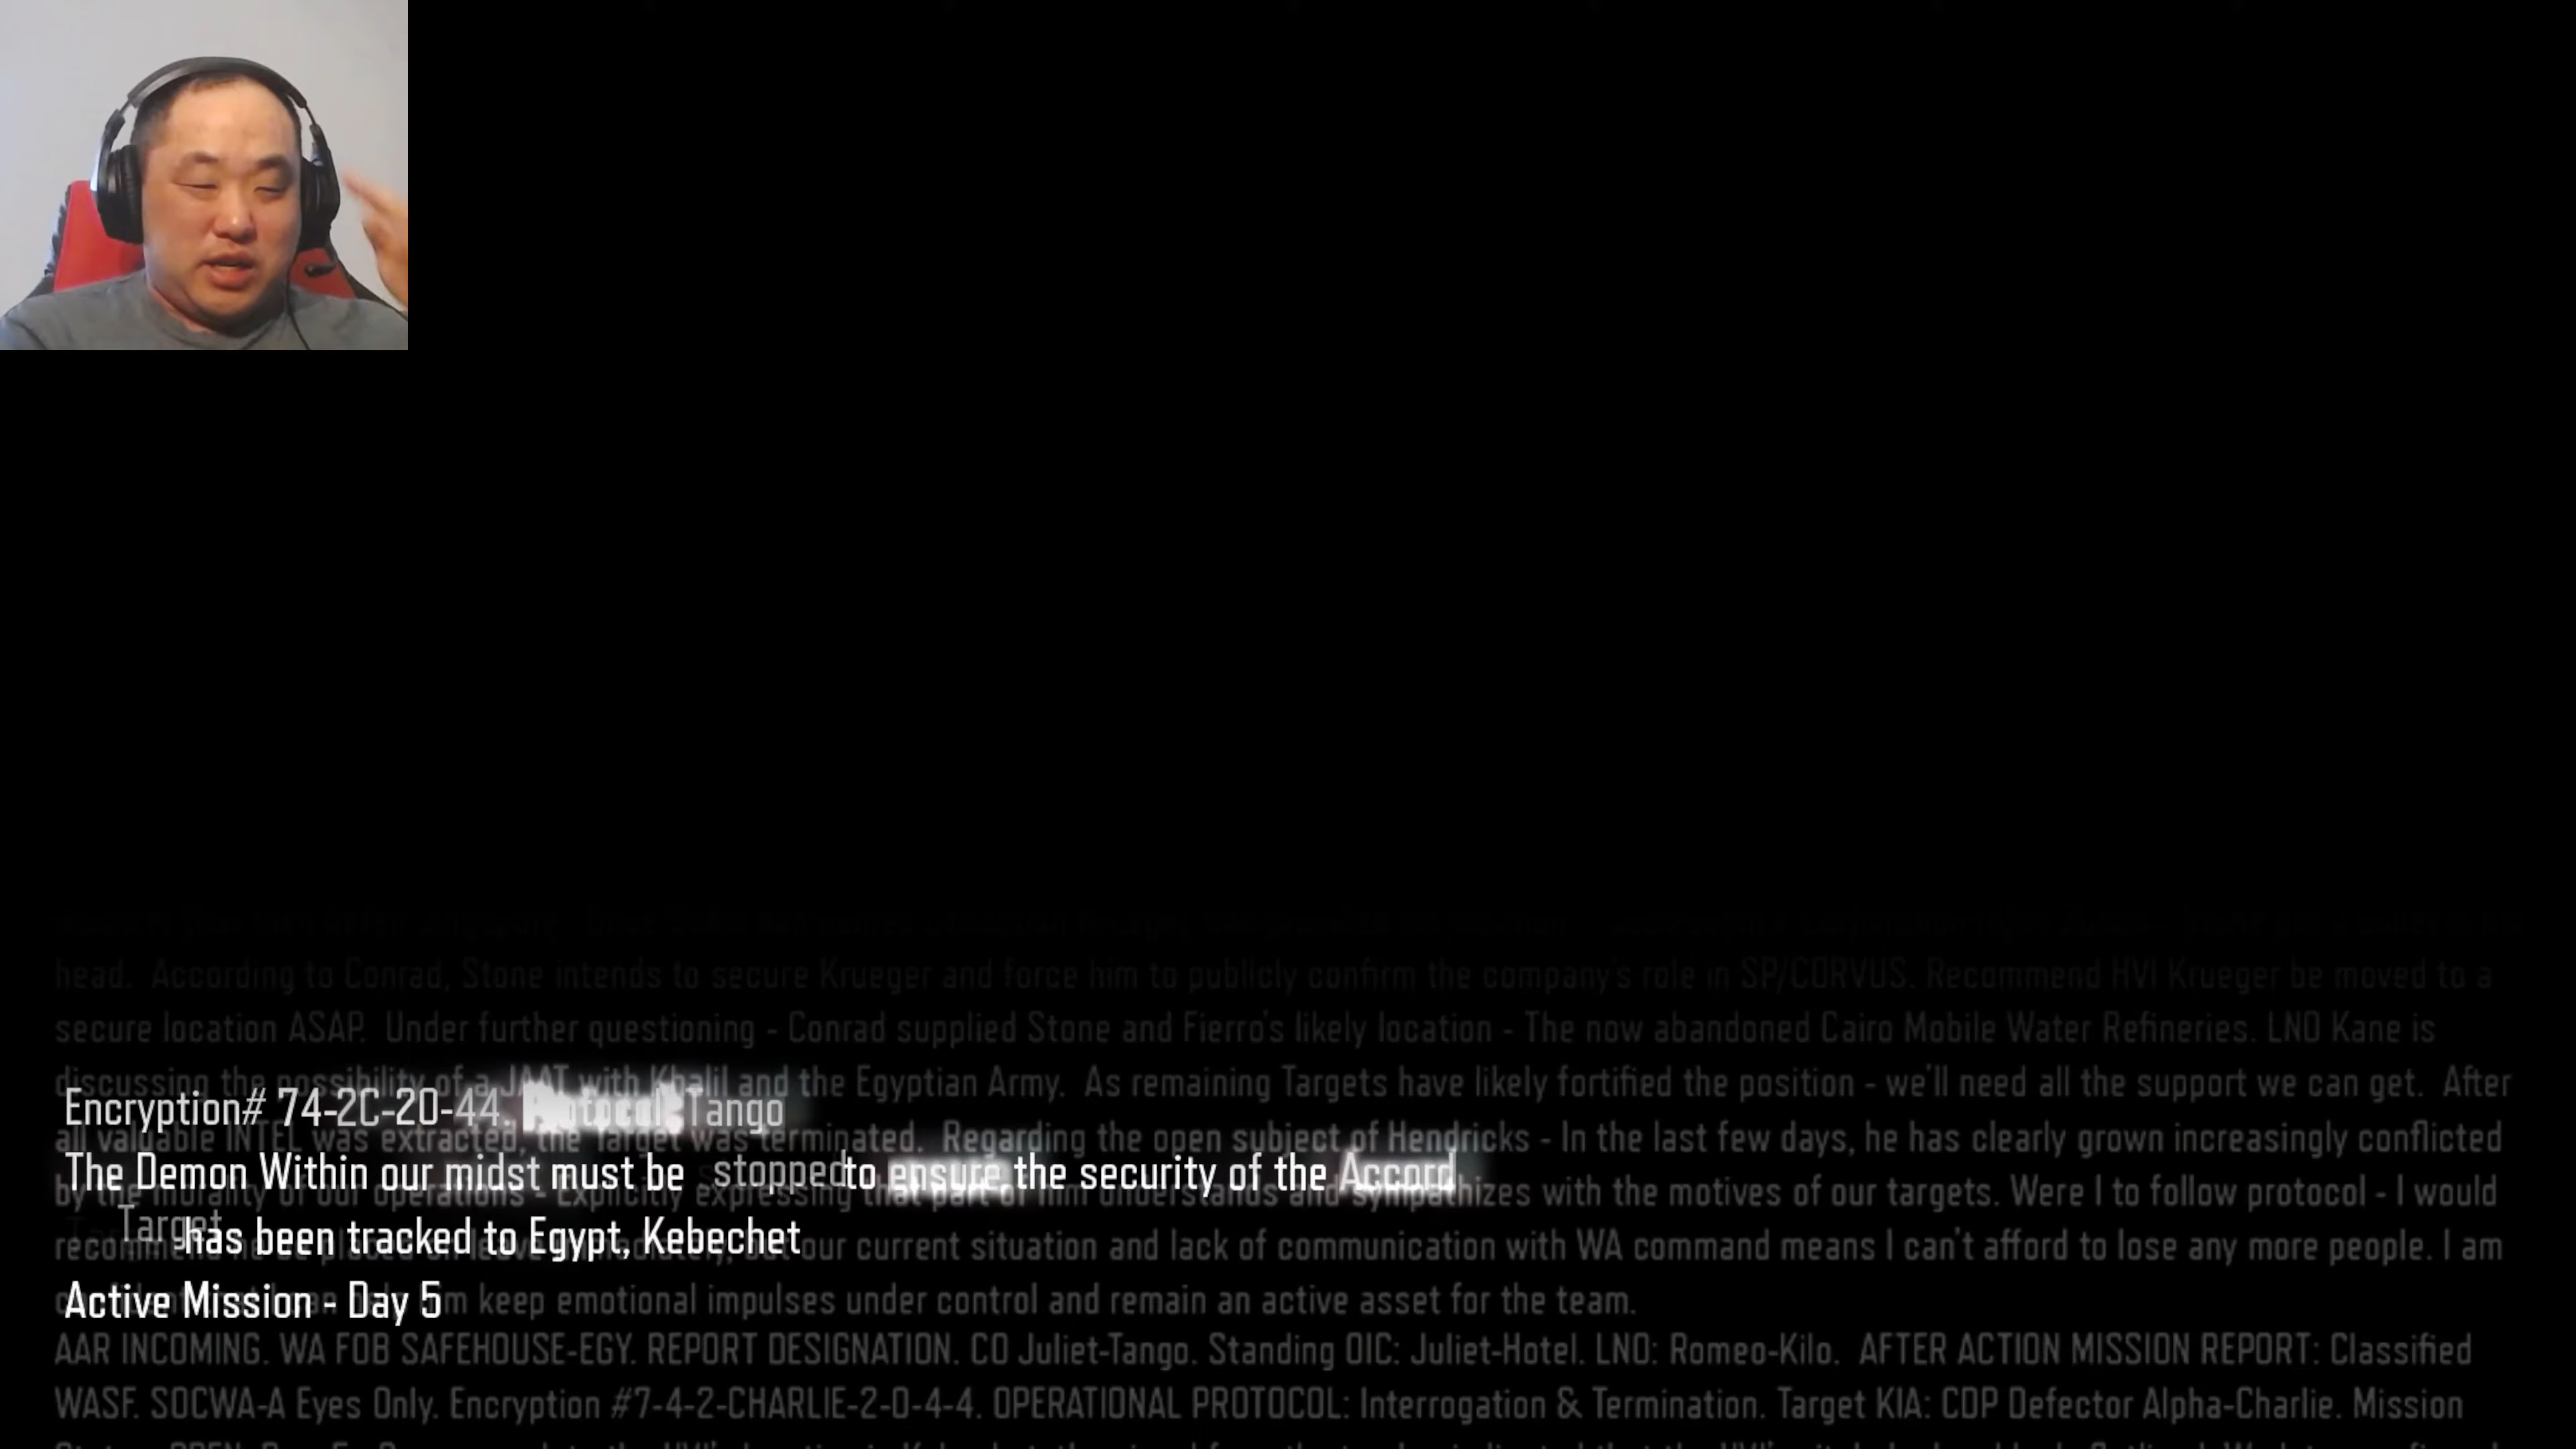 head. According to Conrad, Stone intends to secure Krueger and force him to publicly confirm the company's role in SP/CORVUS. Recommend HVI Krueger be moved to a
secure location ASAP. Under further questioning - Conrad supplied Stone and Fierro's likely location - The now abandoned Cairo Mobile Water Refineries. LNO Kane is
discussing the possibility of a JAAT with Khalil and the Egyptian Army. As remaining Targets have likely fortified the position - we'll need all the support we can get. After
Encryption# 74-2C-20-44. Protocol: Tango
all valuable INTEL was extracted, the Target was terminated. Regarding the open subject of Hendricks - In the last few days, he has clearly grown increasingly conflicted
The Demon Within our midst must be stopped to ensure the security of the Accord
by the morality of our operations - Explicitly expressing that part of him understands and sympathizes with the motives of our targets. Were I to follow protocol - I would
Target has been tracked to Egypt, Kebechet
recommend he be placed on leave our current situation and lack of communication with WA command means I can't afford to lose any more people. I am
Active Mission - Day 5
keep emotional impulses under control and remain an active asset for the team.
AAR INCOMING. WA FOB SAFEHOUSE-EGY. REPORT DESIGNATION. CO Juliet-Tango. Standing OIC: Juliet-Hotel. LNO: Romeo-Kilo. AFTER ACTION MISSION REPORT: Classified
WASF. SOCWA-A Eyes Only. Encryption #7-4-2-CHARLIE-2-0-4-4. OPERATIONAL PROTOCOL: Interrogation & Termination. Target KIA: CDP Defector Alpha-Charlie. Mission